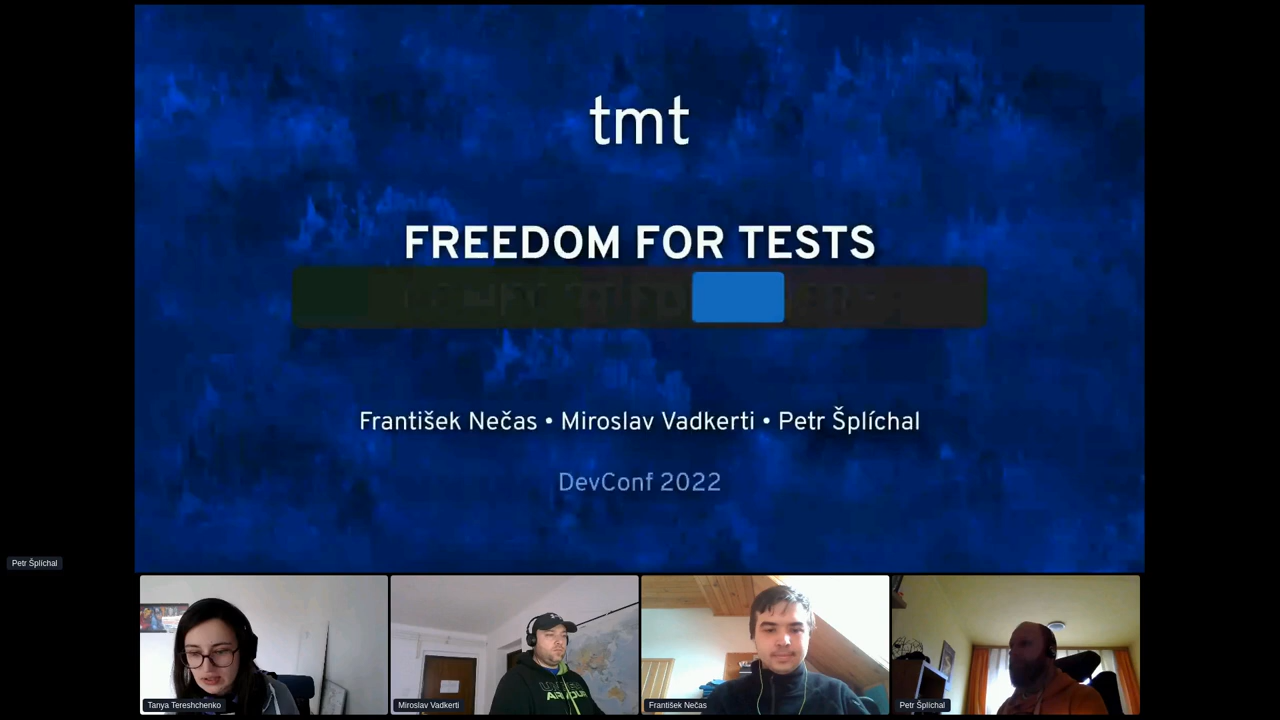 tmt
FREEDOM FOR TESTS
František Nečas • Miroslav Vadkerti • Petr Šplíchal
DevConf 2022
Petr Šplíchal
Tanya Tereshchenko
Miroslav Vadkerti
František Nečas
Petr Šplíchal